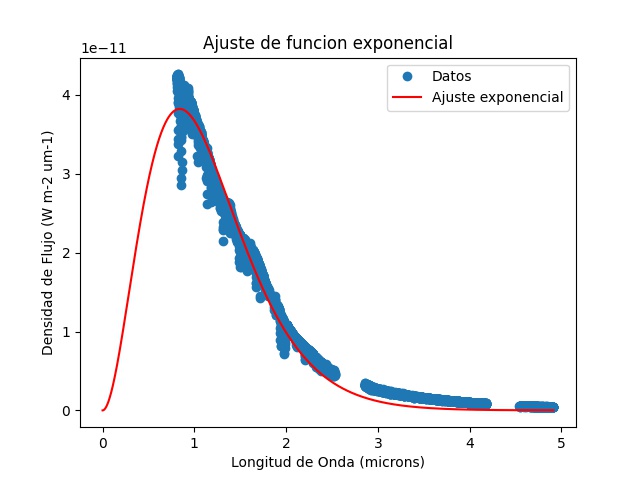 Ajuste de funcion exponencial
1e−11
Datos
Ajuste exponencial
Densidad de Flujo (W m-2 um-1)
4
3
2
1
0
0 1 2 3 4 5
Longitud de Onda (microns)